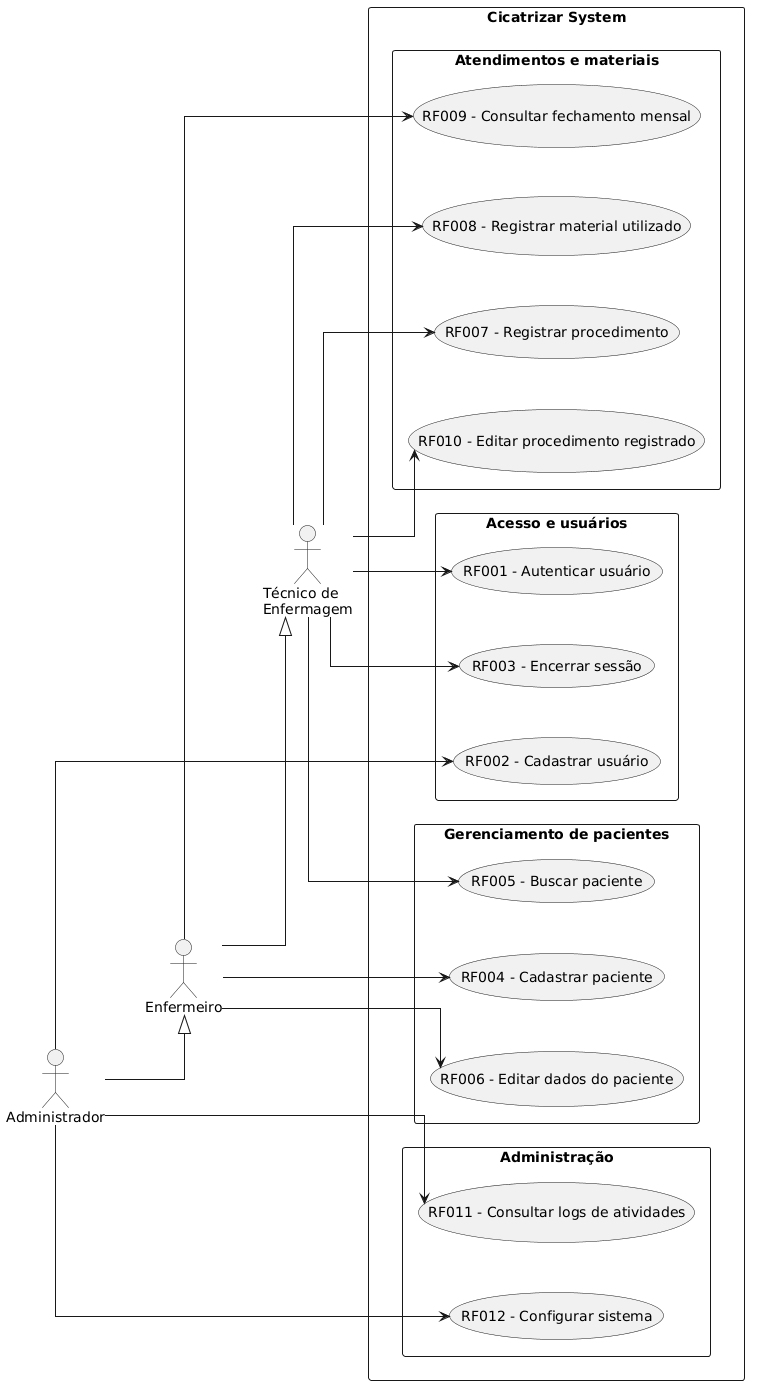 Cicatrizar System
Atendimentos e materiais
RF009 - Consultar fechamento mensal
RF008 - Registrar material utilizado
RF007 - Registrar procedimento
RF010 - Editar procedimento registrado
Acesso e usuários
RF001 - Autenticar usuário
Técnico de
Enfermagem
RF003 - Encerrar sessão
RF002 - Cadastrar usuário
Gerenciamento de pacientes
RF005 - Buscar paciente
RF004 - Cadastrar paciente
Enfermeiro
RF006 - Editar dados do paciente
Administrador
Administração
RF011 - Consultar logs de atividades
RF012 - Configurar sistema